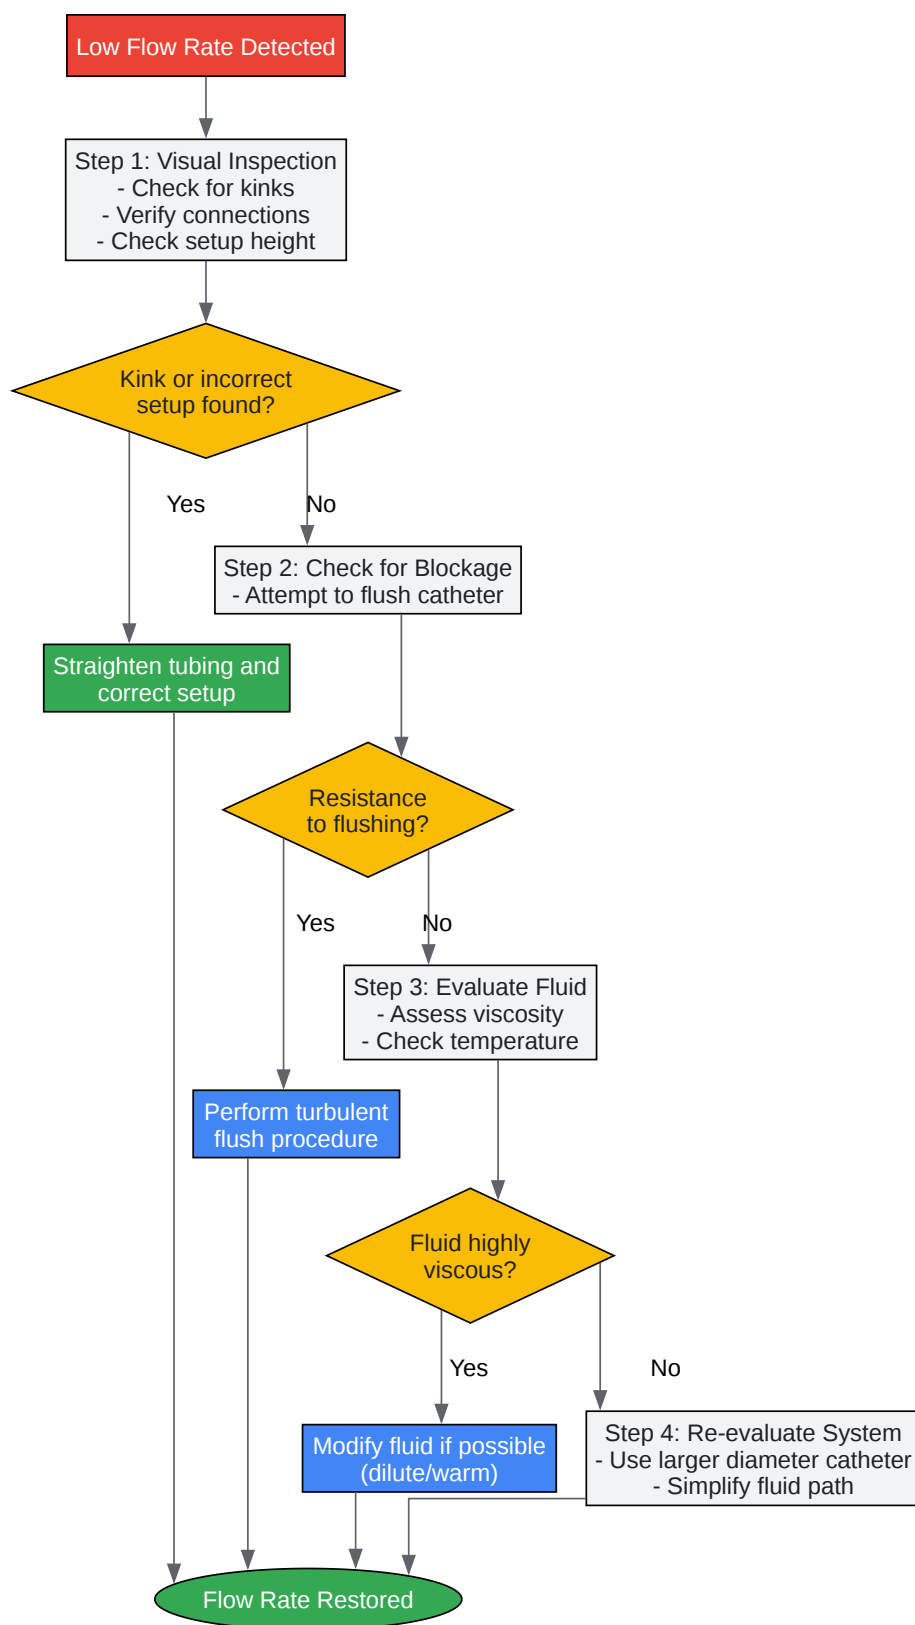 Low Flow Rate Detected
Step 1: Visual Inspection
- Check for kinks
- Verify connections
- Check setup height
Kink or incorrect
setup found?
Yes
No
Step 2: Check for Blockage
- Attempt to flush catheter
Straighten tubing and
correct setup
Resistance
to flushing?
Yes
No
Step 3: Evaluate Fluid
- Assess viscosity
- Check temperature
Perform turbulent
flush procedure
Fluid highly
viscous?
Yes
No
Modify fluid if possible
(dilute/warm)
Step 4: Re-evaluate System
- Use larger diameter catheter
- Simplify fluid path
Flow Rate Restored